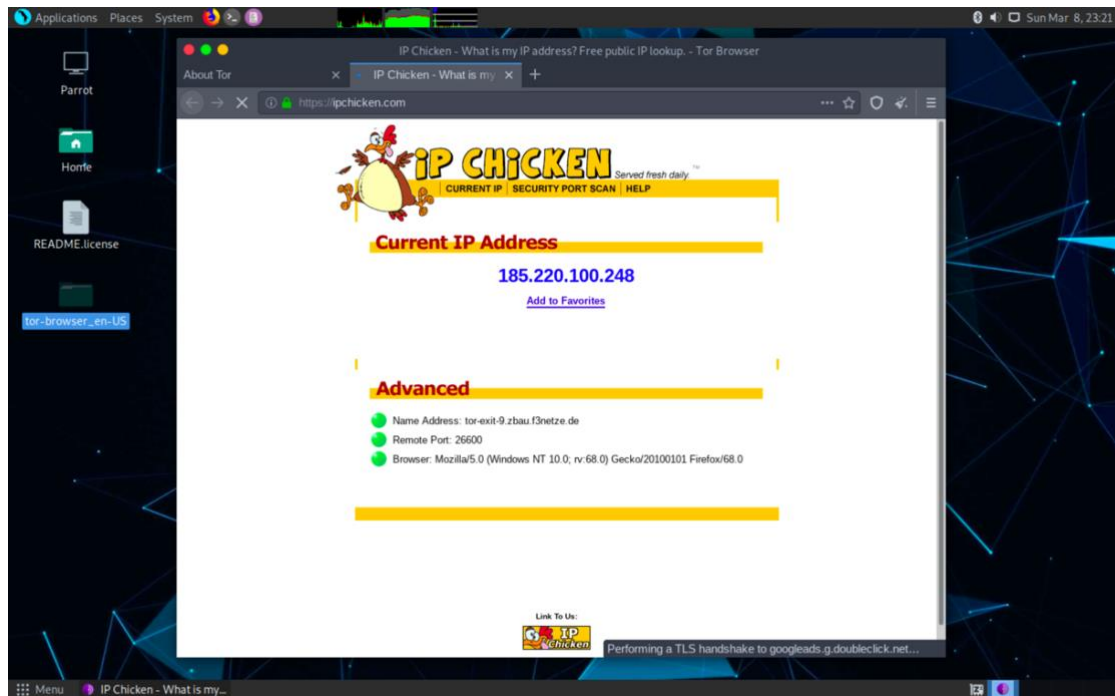 Applications Places System
Sun Mar 8, 23:21
Parrot
Home
README.license
tor-browser_en-US
IP Chicken - What is my IP address? Free public IP lookup. - Tor Browser
About Tor
IP Chicken - What is my
https://ipchicken.com
IP CHICKEN Served fresh daily. ™
CURRENT IP | SECURITY PORT SCAN | HELP
Current IP Address
185.220.100.248
Add to Favorites
Advanced
Name Address: tor-exit-9.zbau.f3netze.de
Remote Port: 26600
Browser: Mozilla/5.0 (Windows NT 10.0; rv:68.0) Gecko/20100101 Firefox/68.0
Link To Us:
IP Chicken
Performing a TLS handshake to googleads.g.doubleclick.net...
Menu
IP Chicken - What is my...